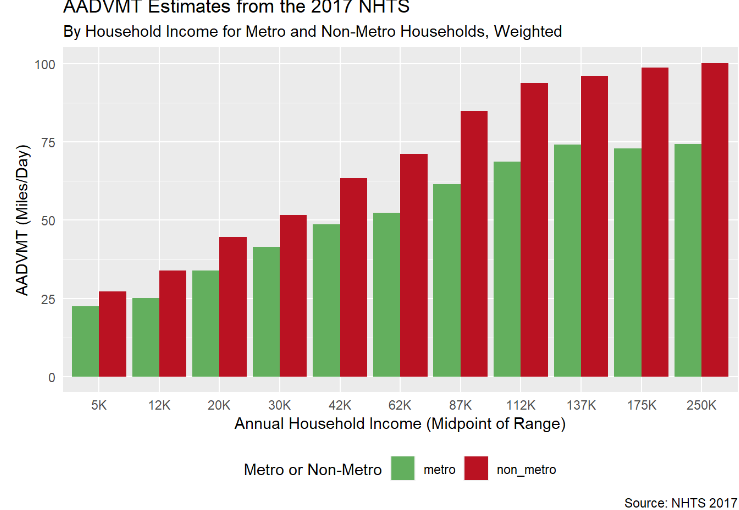 AADVMT Estimates from the 2017 NHTS
By Household Income for Metro and Non-Metro Households, Weighted
100
75
50
25
0
AADVMT (Miles/Day)
5K 12K 20K 30K 42K 62K 87K 112K 137K 175K 250K
Annual Household Income (Midpoint of Range)
Metro or Non-Metro metro non_metro
Source: NHTS 2017